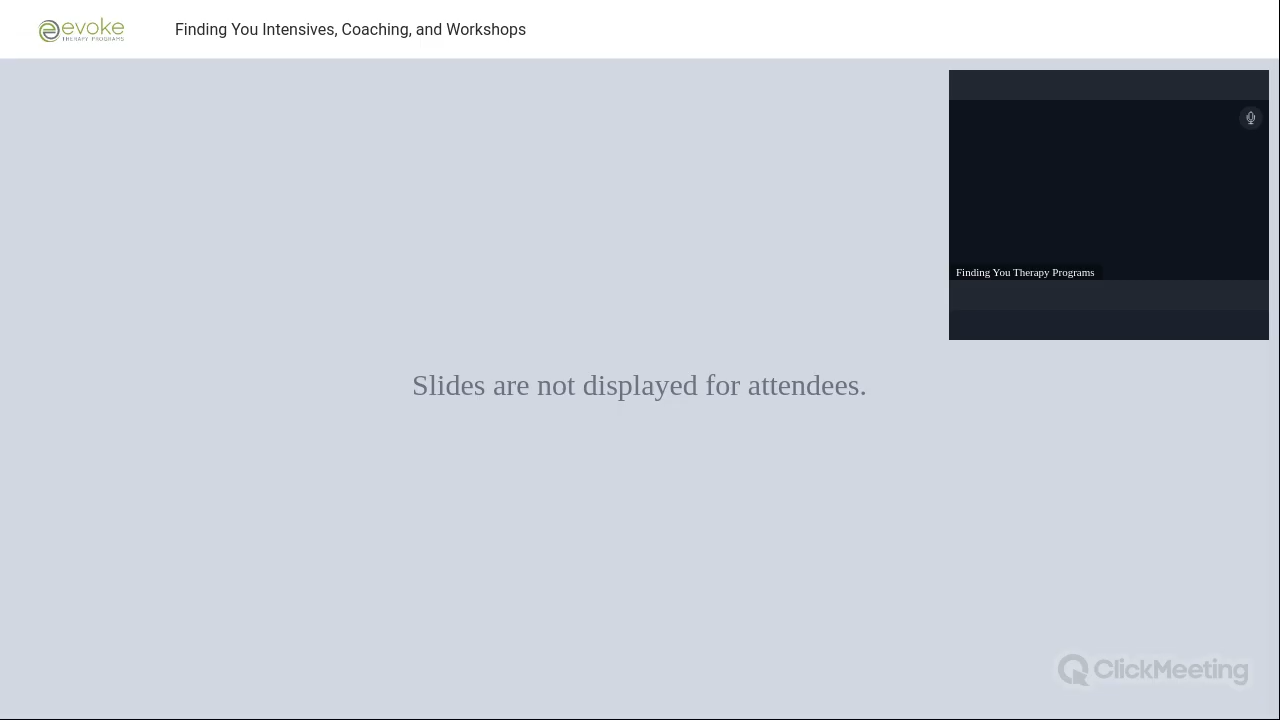 evoke
THERAPY PROGRAMS
Finding You Intensives, Coaching, and Workshops
Finding You Therapy Programs
Slides are not displayed for attendees.
ClickMeeting